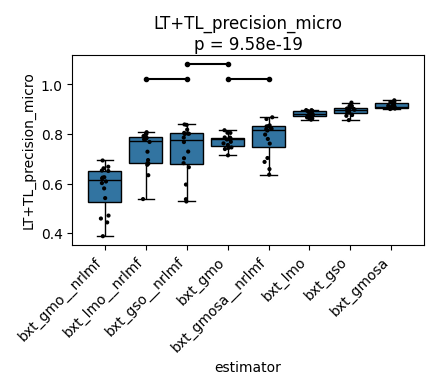 LT+TL_precision_micro
p = 9.58e-19
LT+TL_precision_micro
1.0
0.8
0.6
0.4
bxt_gmo__nrlmf
bxt_lmo__nrlmf
bxt_gso__nrlmf
bxt_gmo
bxt_gmosa__nrlmf
bxt_lmo
bxt_gso
bxt_gmosa
estimator